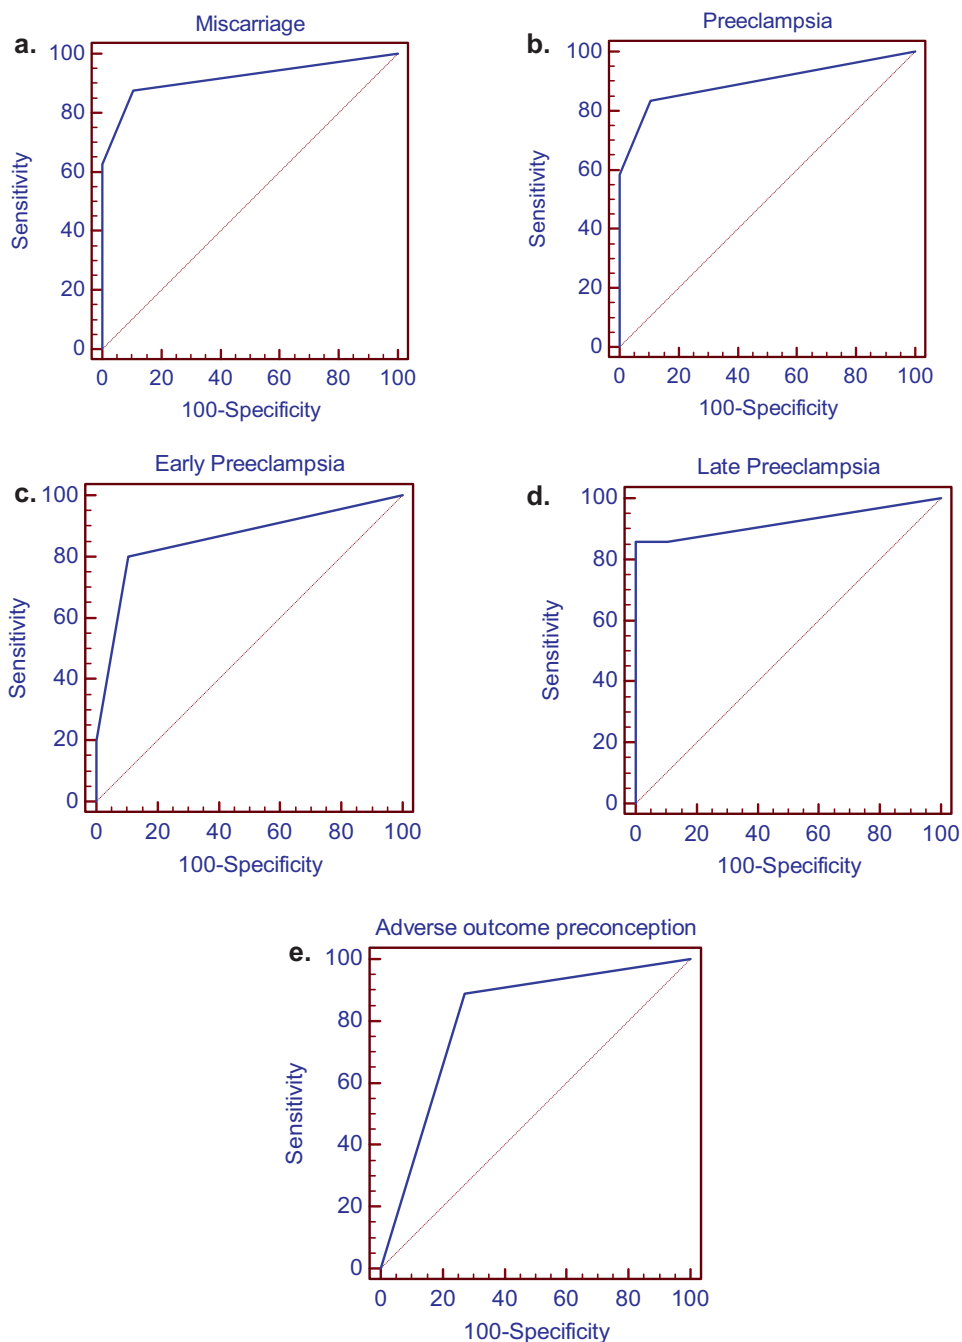 Miscarriage
a.
100
80
60
40
20
0
Sensitivity
0 20 40 60 80 100
100-Specificity
Preeclampsia
b.
100
80
60
40
20
0
Sensitivity
0 20 40 60 80 100
100-Specificity
Early Preeclampsia
c.
100
80
60
40
20
0
Sensitivity
0 20 40 60 80 100
100-Specificity
Late Preeclampsia
d.
100
80
60
40
20
0
Sensitivity
0 20 40 60 80 100
100-Specificity
Adverse outcome preconception
e.
100
80
60
40
20
0
Sensitivity
0 20 40 60 80 100
100-Specificity